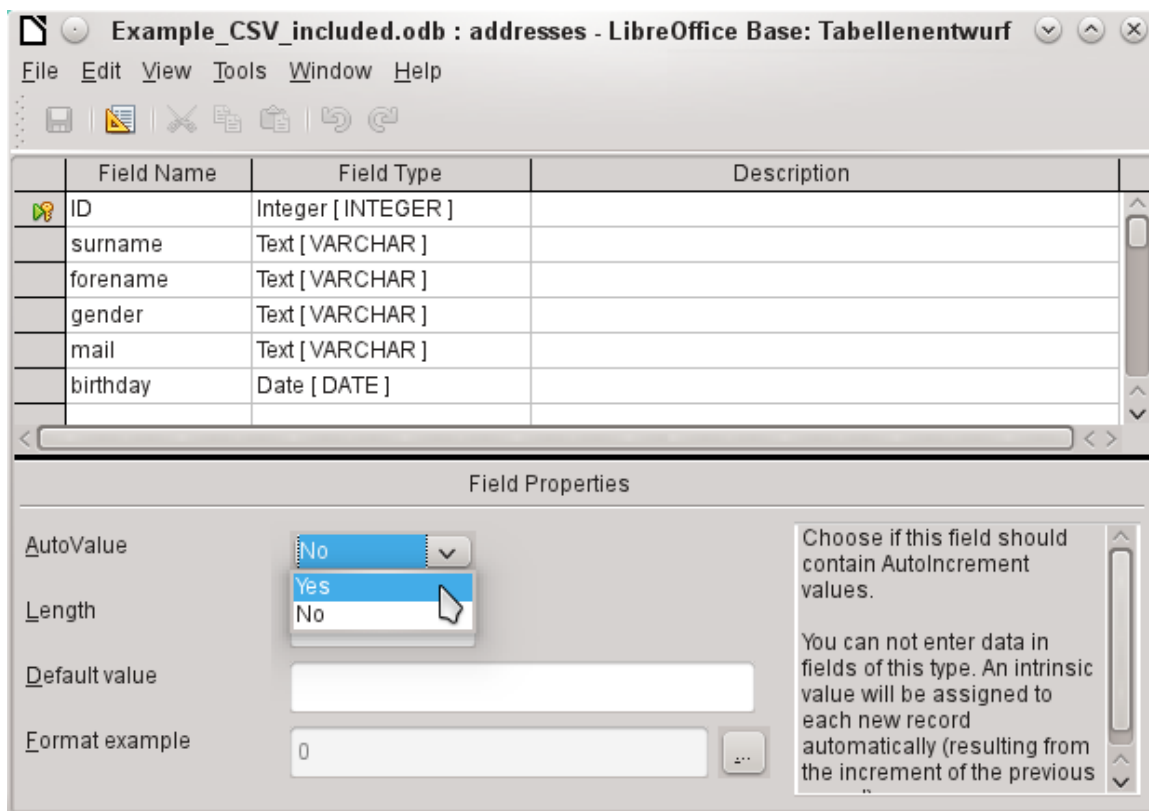 Example_CSV_included.odb : addresses - LibreOffice Base: Tabellenentwurf
File Edit View Tools Window Help
Field Name Field Type Description
ID Integer [ INTEGER ]
surname Text [ VARCHAR ]
forename Text [ VARCHAR ]
gender Text [ VARCHAR ]
mail Text [ VARCHAR ]
birthday Date [ DATE ]
Field Properties
AutoValue No
Yes
No
Length
Default value
Format example 0 ...
Choose if this field should
contain AutoIncrement
values.
You can not enter data in
fields of this type. An intrinsic
value will be assigned to
each new record
automatically (resulting from
the increment of the previous